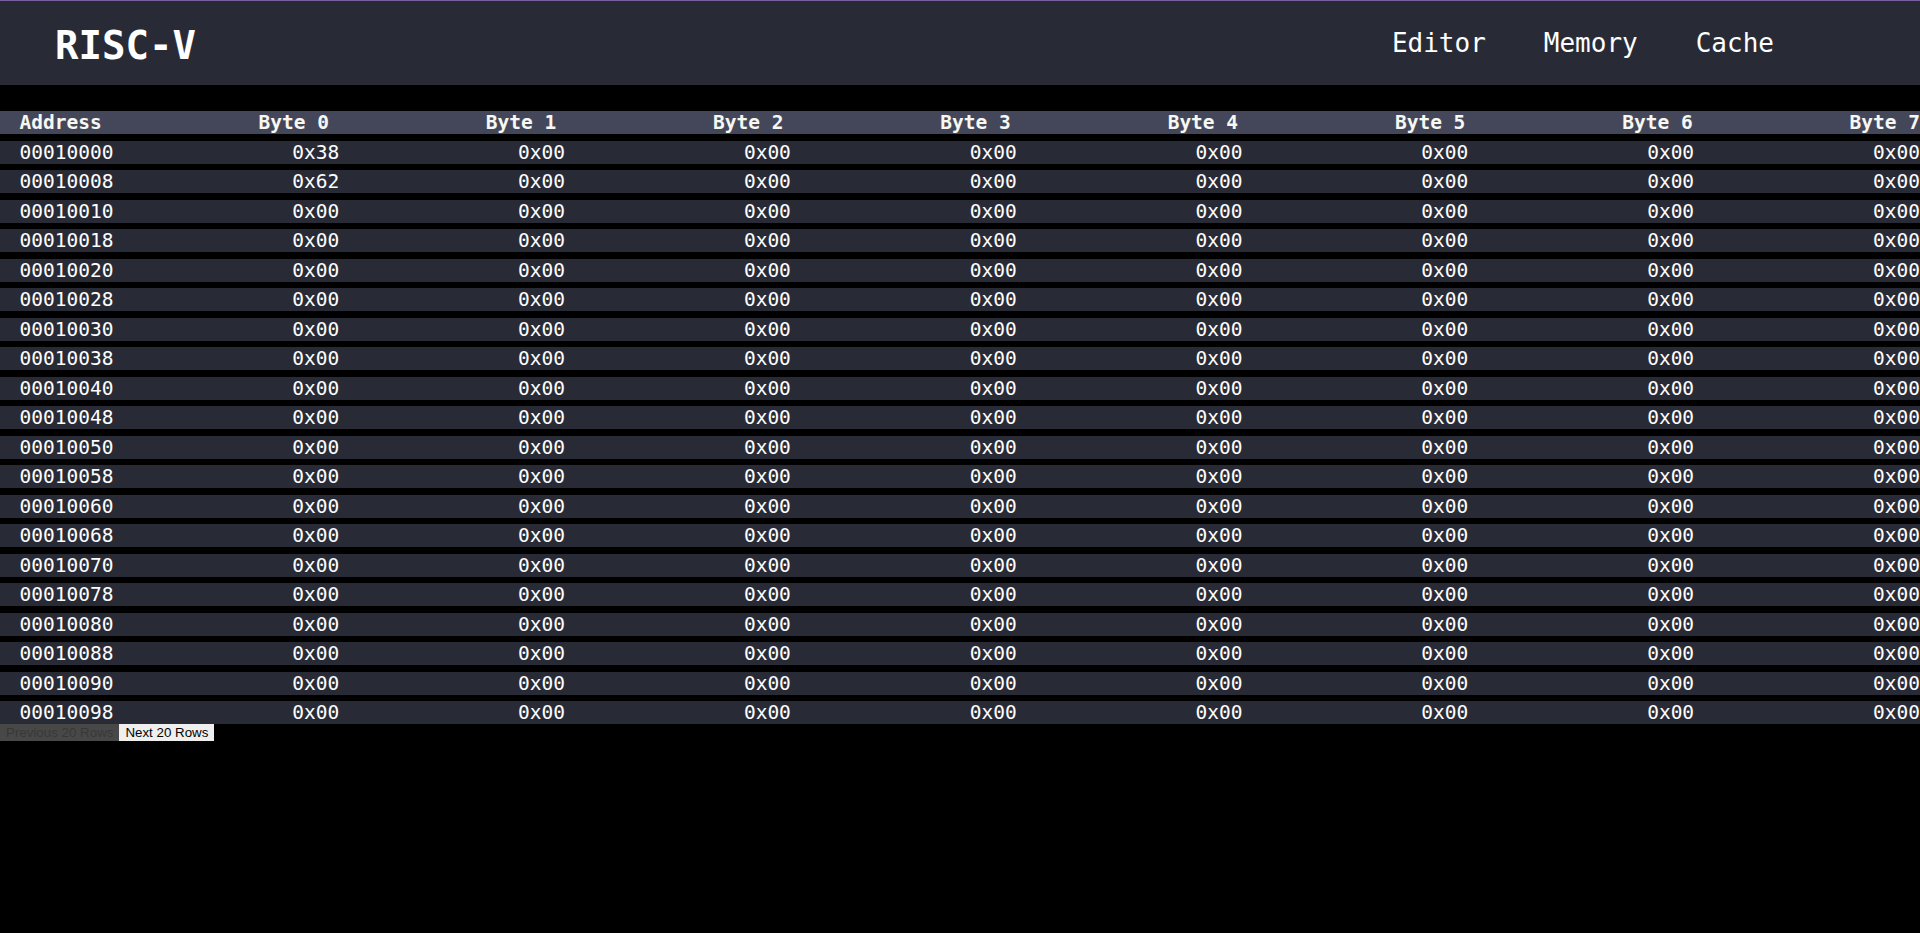 RISC-V Editor Memory Cache
Address Byte 0 Byte 1 Byte 2 Byte 3 Byte 4 Byte 5 Byte 6 Byte 7
00010000 0x38 0x00 0x00 0x00 0x00 0x00 0x00 0x00
00010008 0x62 0x00 0x00 0x00 0x00 0x00 0x00 0x00
00010010 0x00 0x00 0x00 0x00 0x00 0x00 0x00 0x00
00010018 0x00 0x00 0x00 0x00 0x00 0x00 0x00 0x00
00010020 0x00 0x00 0x00 0x00 0x00 0x00 0x00 0x00
00010028 0x00 0x00 0x00 0x00 0x00 0x00 0x00 0x00
00010030 0x00 0x00 0x00 0x00 0x00 0x00 0x00 0x00
00010038 0x00 0x00 0x00 0x00 0x00 0x00 0x00 0x00
00010040 0x00 0x00 0x00 0x00 0x00 0x00 0x00 0x00
00010048 0x00 0x00 0x00 0x00 0x00 0x00 0x00 0x00
00010050 0x00 0x00 0x00 0x00 0x00 0x00 0x00 0x00
00010058 0x00 0x00 0x00 0x00 0x00 0x00 0x00 0x00
00010060 0x00 0x00 0x00 0x00 0x00 0x00 0x00 0x00
00010068 0x00 0x00 0x00 0x00 0x00 0x00 0x00 0x00
00010070 0x00 0x00 0x00 0x00 0x00 0x00 0x00 0x00
00010078 0x00 0x00 0x00 0x00 0x00 0x00 0x00 0x00
00010080 0x00 0x00 0x00 0x00 0x00 0x00 0x00 0x00
00010088 0x00 0x00 0x00 0x00 0x00 0x00 0x00 0x00
00010090 0x00 0x00 0x00 0x00 0x00 0x00 0x00 0x00
00010098 0x00 0x00 0x00 0x00 0x00 0x00 0x00 0x00
Previous 20 Rows Next 20 Rows